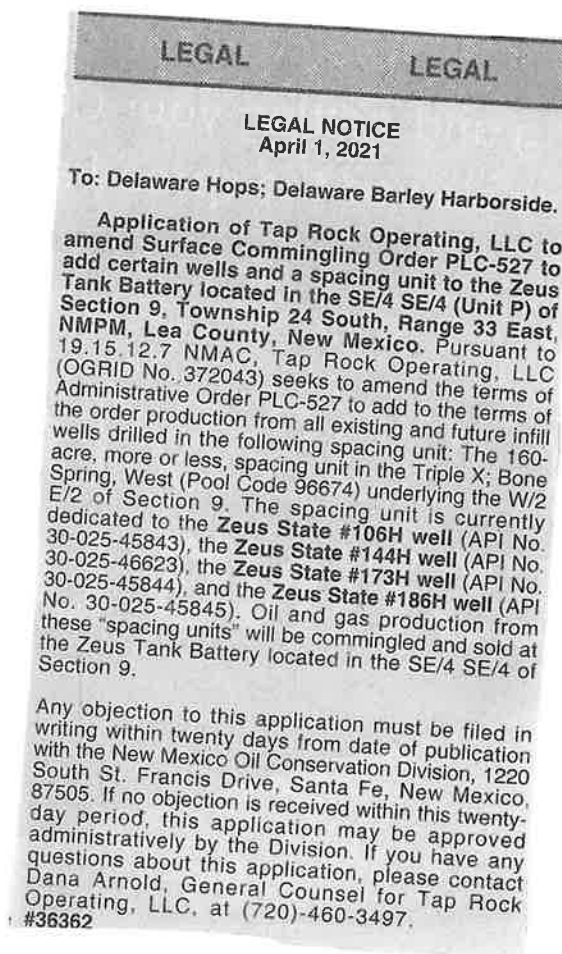 LEGAL LEGAL
LEGAL NOTICE
April 1, 2021
To: Delaware Hops; Delaware Barley Harborside.
Application of Tap Rock Operating, LLC to
amend Surface Commingling Order PLC-527 to
add certain wells and a spacing unit to the Zeus
Tank Battery located in the SE/4 SE/4 (Unit P) of
Section 9, Township 24 South, Range 33 East,
NMPM, Lea County, New Mexico. Pursuant to
19.15.12.7 NMAC, Tap Rock Operating, LLC
(OGRID No. 372043) seeks to amend the terms of
Administrative Order PLC-527 to add to the terms of
the order production from all existing and future infill
wells drilled in the following spacing unit: The 160-
acre, more or less, spacing unit in the Triple X; Bone
Spring, West (Pool Code 96674) underlying the W/2
E/2 of Section 9. The spacing unit is currently
dedicated to the Zeus State #106H well (API No.
30-025-45843), the Zeus State #144H well (API No.
30-025-46623), the Zeus State #173H well (API No.
30-025-45844), and the Zeus State #186H well (API
No. 30-025-45845). Oil and gas production from
these "spacing units" will be commingled and sold at
the Zeus Tank Battery located in the SE/4 SE/4 of
Section 9.
Any objection to this application must be filed in
writing within twenty days from date of publication
with the New Mexico Oil Conservation Division, 1220
South St. Francis Drive, Santa Fe, New Mexico,
87505. If no objection is received within this twenty-
day period, this application may be approved
administratively by the Division. If you have any
questions about this application, please contact
Dana Arnold, General Counsel for Tap Rock
Operating, LLC, at (720)-460-3497.
#36362